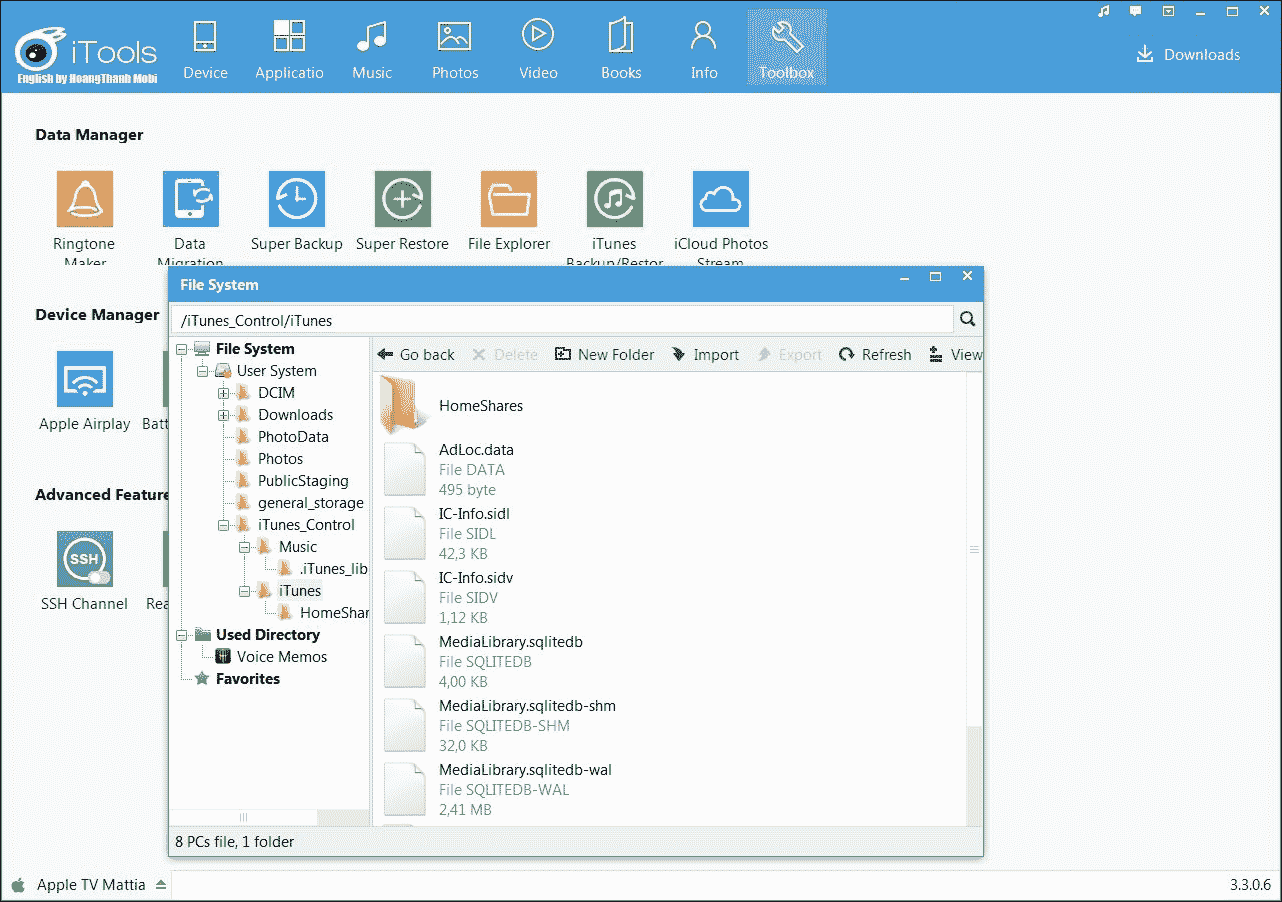 iTools
English by HoangThanh Mobi
Device
Applicatio
Music
Photos
Video
Books
Info
Toolbox
Downloads
Data Manager
Ringtone
Maker
Data
Migration
Super Backup
Super Restore
File Explorer
iTunes
Backup/Restor
iCloud Photos
Stream
Device Manager
Apple Airplay
Batt
Advanced Feature
SSH
SSH Channel
Rea
File System
/iTunes_Control/iTunes
File System
User System
DCIM
Downloads
PhotoData
Photos
PublicStaging
general_storage
iTunes_Control
Music
.iTunes_lib
iTunes
HomeShar
Used Directory
Voice Memos
Favorites
Go back
Delete
New Folder
Import
Export
Refresh
View
HomeShares
AdLoc.data
File DATA
495 byte
IC-Info.sidl
File SIDL
42,3 KB
IC-Info.sidv
File SIDV
1,12 KB
MediaLibrary.sqlitedb
File SQLITEDB
4,00 KB
MediaLibrary.sqlitedb-shm
File SQLITEDB-SHM
32,0 KB
MediaLibrary.sqlitedb-wal
File SQLITEDB-WAL
2,41 MB
8 PCs file, 1 folder
Apple TV Mattia
3.3.0.6